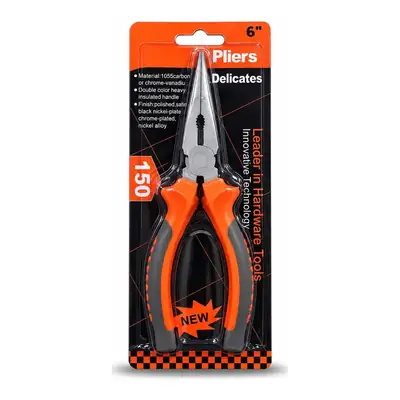 6"
Pliers
Delicates
● Material:1055carbon
or chrome-vanadiu
● Double color heavy
insulated handle
● Finish polished,satin
black nickel-plate
chrome-plated,
nickel alloy
150
Leader in Hardware Tools
Innovative Technology
NEW